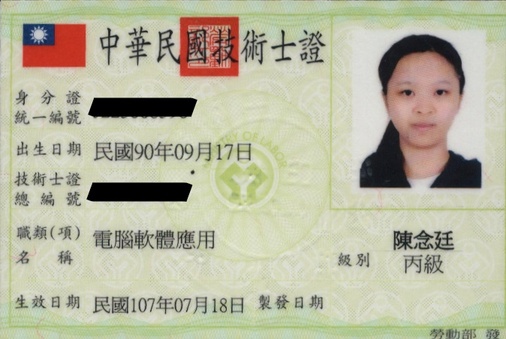 中華民國技術士證
身分證
統一編號
出生日期 民國90年09月17日
技術士證
總編號
職類(項)
名稱 電腦軟體應用
陳念廷
級別 丙級
生效日期 民國107年07月18日 製發日期
勞動部 發